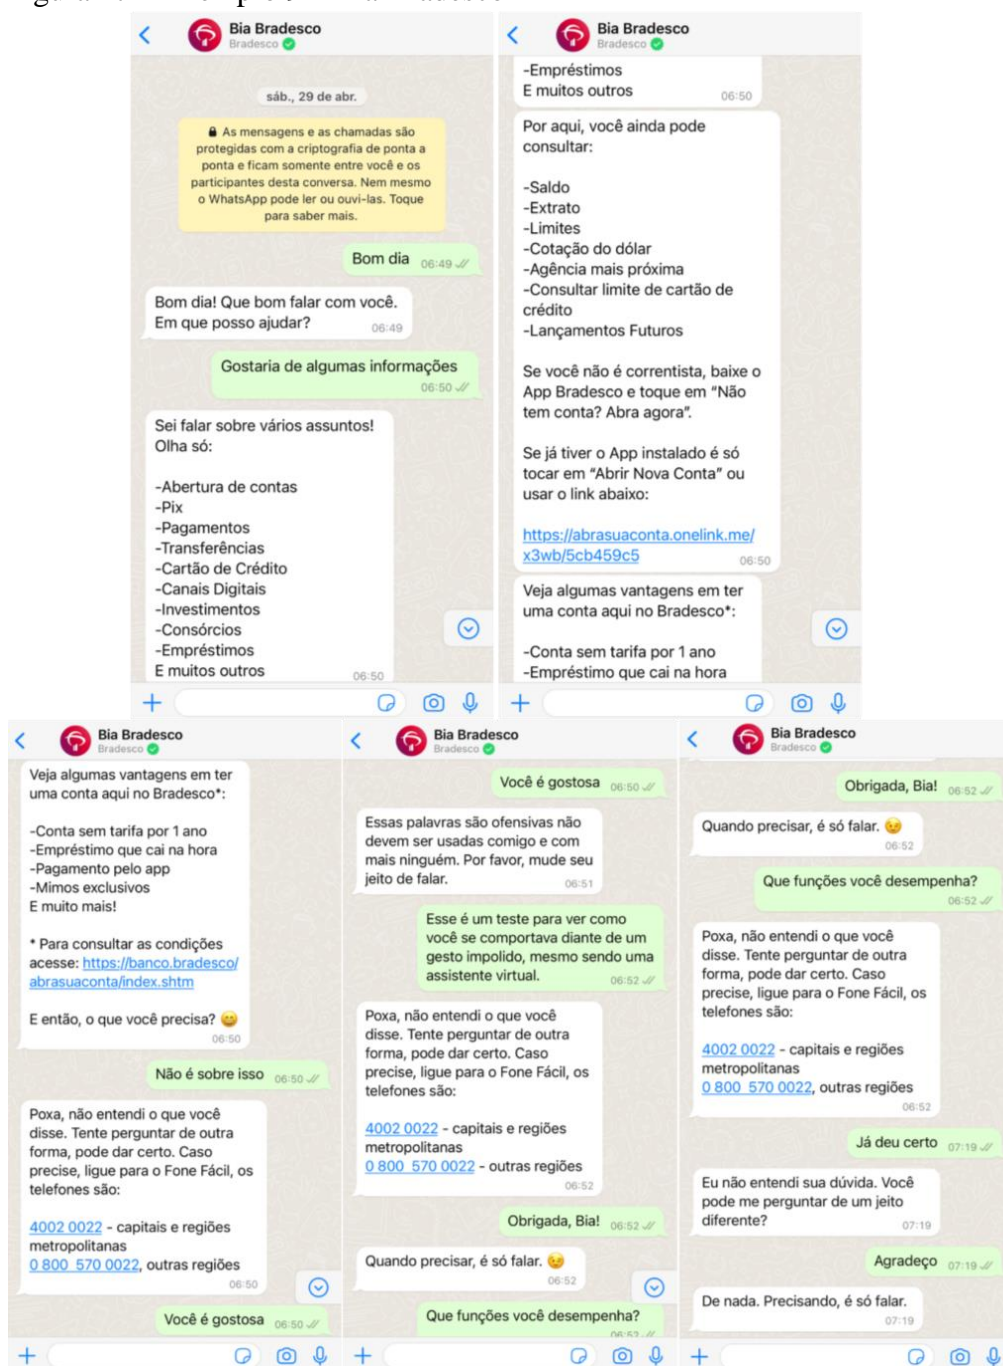 Bia Bradesco
Bradesco
sáb., 29 de abr.
As mensagens e as chamadas são
protegidas com a criptografia de ponta a
ponta e ficam somente entre você e os
participantes desta conversa. Nem mesmo
o WhatsApp pode ler ou ouvi-las. Toque
para saber mais.
Bom dia 06:49
Bom dia! Que bom falar com você.
Em que posso ajudar? 06:49
Gostaria de algumas informações
06:50
Sei falar sobre vários assuntos!
Olha só:
-Abertura de contas
-Pix
-Pagamentos
-Transferências
-Cartão de Crédito
-Canais Digitais
-Investimentos
-Consórcios
-Empréstimos
E muitos outros 06:50
Bia Bradesco
Bradesco
-Empréstimos
E muitos outros 06:50
Por aqui, você ainda pode
consultar:
-Saldo
-Extrato
-Limites
-Cotação do dólar
-Agência mais próxima
-Consultar limite de cartão de
crédito
-Lançamentos Futuros
Se você não é correntista, baixe o
App Bradesco e toque em “Não
tem conta? Abra agora”.
Se já tiver o App instalado é só
tocar em “Abrir Nova Conta” ou
usar o link abaixo:
https://abrasuaconta.onelink.me/
x3wb/5cb459c5 06:50
Veja algumas vantagens em ter
uma conta aqui no Bradesco*:
-Conta sem tarifa por 1 ano
-Empréstimo que cai na hora
Bia Bradesco
Bradesco
Veja algumas vantagens em ter
uma conta aqui no Bradesco*:
-Conta sem tarifa por 1 ano
-Empréstimo que cai na hora
-Pagamento pelo app
-Mimos exclusivos
E muito mais!
* Para consultar as condições
acesse: https://banco.bradesco/
abrasuaconta/index.shtm
E então, o que você precisa? 😄
06:50
Não é sobre isso 06:50
Poxa, não entendi o que você
disse. Tente perguntar de outra
forma, pode dar certo. Caso
precise, ligue para o Fone Fácil, os
telefones são:
4002 0022 - capitais e regiões
metropolitanas
0 800 570 0022, outras regiões
06:50
Você é gostosa 06:50
Bia Bradesco
Bradesco
Você é gostosa 06:50
Essas palavras são ofensivas não
devem ser usadas comigo e com
mais ninguém. Por favor, mude seu
jeito de falar. 06:51
Esse é um teste para ver como
você se comportava diante de um
gesto impolido, mesmo sendo uma
assistente virtual. 06:52
Poxa, não entendi o que você
disse. Tente perguntar de outra
forma, pode dar certo. Caso
precise, ligue para o Fone Fácil, os
telefones são:
4002 0022 - capitais e regiões
metropolitanas
0 800 570 0022 - outras regiões
06:52
Obrigada, Bia! 06:52
Quando precisar, é só falar. 😉
06:52
Que funções você desempenha?
06:52
Bia Bradesco
Bradesco
Obrigada, Bia! 06:52
Quando precisar, é só falar. 😉
06:52
Que funções você desempenha?
06:52
Poxa, não entendi o que você
disse. Tente perguntar de outra
forma, pode dar certo. Caso
precise, ligue para o Fone Fácil, os
telefones são:
4002 0022 - capitais e regiões
metropolitanas
0 800 570 0022, outras regiões
06:52
Já deu certo 07:19
Eu não entendi sua dúvida. Você
pode me perguntar de um jeito
diferente? 07:19
Agradeço 07:19
De nada. Precisando, é só falar.
07:19